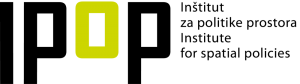 IPOP
Inštitut
za politike prostora
Institute
for spatial policies